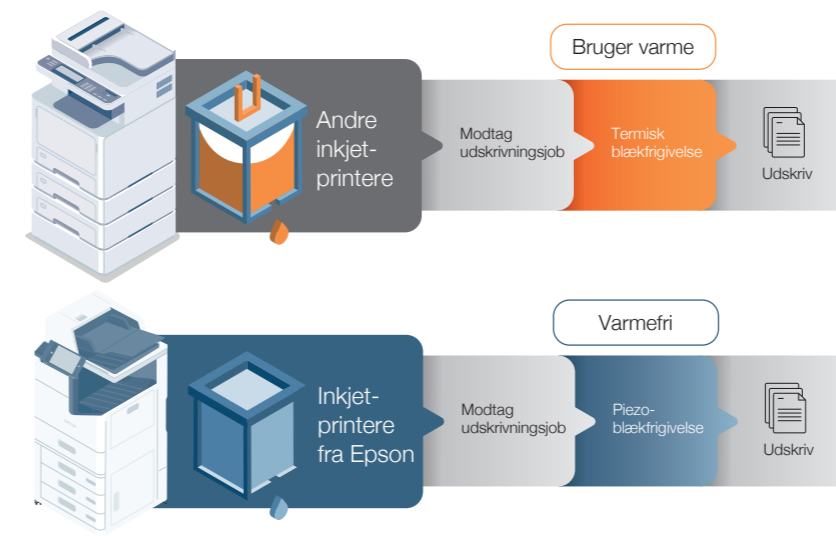 Bruger varme
Andre
inkjet-
printere
Modtag
udskrivningsjob
Termisk
blækfrigivelse
Udskriv
Varmefri
Inkjet-
printere
fra Epson
Modtag
udskrivningsjob
Piezo-
blækfrigivelse
Udskriv